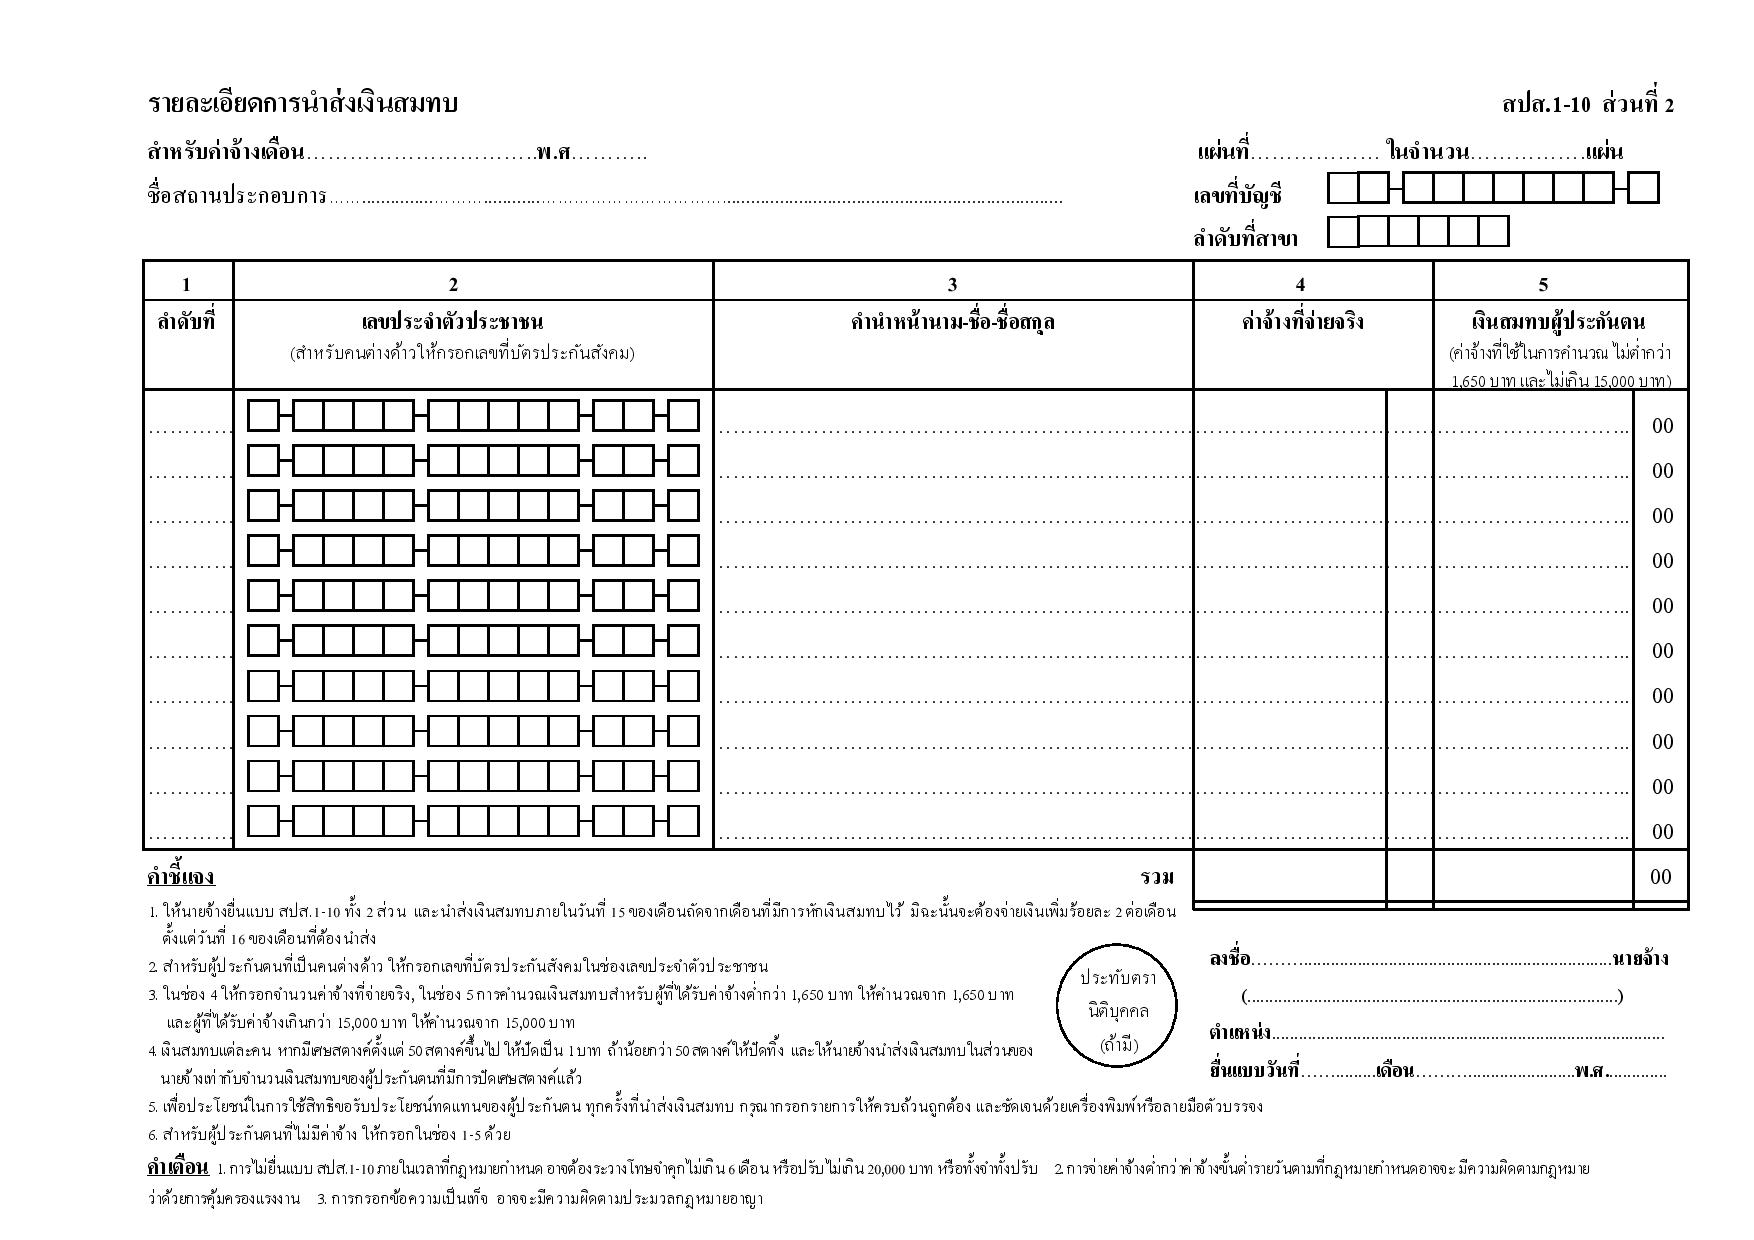 รายละเอียดการนำส่งเงินสมทบ
สปส.1-10 ส่วนที่ 2
สำหรับค่าจ้างเดือน................................พ.ศ...........
แผ่นที่.................. ในจำนวน................แผ่น
ชื่อสถานประกอบการ....................................................................................
เลขที่บัญชี
ลำดับที่สาขา
1 2 3 4 5
ลำดับที่ เลขประจำตัวประชาชน คำนำหน้านาม-ชื่อ-ชื่อสกุล ค่าจ้างที่จ่ายจริง เงินสมทบผู้ประกันตน
(สำหรับคนต่างด้าวให้กรอกเลขที่บัตรประกันสังคม) (ค่าจ้างที่ใช้ในการคำนวณ ไม่ต่ำกว่า
1,650 บาท และไม่เกิน 15,000 บาท)
00
00
00
00
00
00
00
00
00
00
คำชี้แจง รวม 00
1. ให้นายจ้างยื่นแบบ สปส.1-10 ทั้ง 2 ส่วน และนำส่งเงินสมทบภายในวันที่ 15 ของเดือนถัดจากเดือนที่มีการหักเงินสมทบไว้ มิฉะนั้นจะต้องจ่ายเงินเพิ่มร้อยละ 2 ต่อเดือน
ตั้งแต่วันที่ 16 ของเดือนที่ต้องนำส่ง
2. สำหรับผู้ประกันตนที่เป็นคนต่างด้าว ให้กรอกเลขที่บัตรประกันสังคมในช่องเลขประจำตัวประชาชน
3. ในช่อง 4 ให้กรอกจำนวนค่าจ้างที่จ่ายจริง, ในช่อง 5 การคำนวณเงินสมทบสำหรับผู้ที่ได้รับค่าจ้างต่ำกว่า 1,650 บาท ให้คำนวณจาก 1,650 บาท
และผู้ที่ได้รับค่าจ้างเกินกว่า 15,000 บาท ให้คำนวณจาก 15,000 บาท
4. เงินสมทบแต่ละคน หากมีเศษสตางค์ตั้งแต่ 50 สตางค์ขึ้นไป ให้ปัดเป็น 1 บาท ถ้าน้อยกว่า 50 สตางค์ให้ปัดทิ้ง และให้นายจ้างนำส่งเงินสมทบในส่วนของ
นายจ้างเท่ากับจำนวนเงินสมทบของผู้ประกันตนที่มีการปัดเศษสตางค์แล้ว
5. เพื่อประโยชน์ในการใช้สิทธิขอรับประโยชน์ทดแทนของผู้ประกันตน ทุกครั้งที่นำส่งเงินสมทบ กรุณากรอกรายการให้ครบถ้วนถูกต้อง และชัดเจนด้วยเครื่องพิมพ์หรือลายมือตัวบรรจง
6. สำหรับผู้ประกันตนที่ไม่มีค่าจ้าง ให้กรอกในช่อง 1-5 ด้วย
ประทับตรา
นิติบุคคล
(ถ้ามี)
ลงชื่อ............................................................นายจ้าง
(............................................................)
ตำแหน่ง............................................................
ยื่นแบบวันที่..............เดือน..............................พ.ศ..............
คำเตือน 1. การไม่ยื่นแบบ สปส.1-10 ภายในเวลาที่กฎหมายกำหนด อาจต้องระวางโทษจำคุกไม่เกิน 6 เดือน หรือปรับไม่เกิน 20,000 บาท หรือทั้งจำทั้งปรับ 2. การจ่ายค่าจ้างต่ำกว่าค่าจ้างขั้นต่ำรายวันตามที่กฎหมายกำหนดอาจจะมีความผิดตามกฎหมาย
ว่าด้วยการคุ้มครองแรงงาน 3. การกรอกข้อความเป็นเท็จ อาจจะมีความผิดตามประมวลกฎหมายอาญา